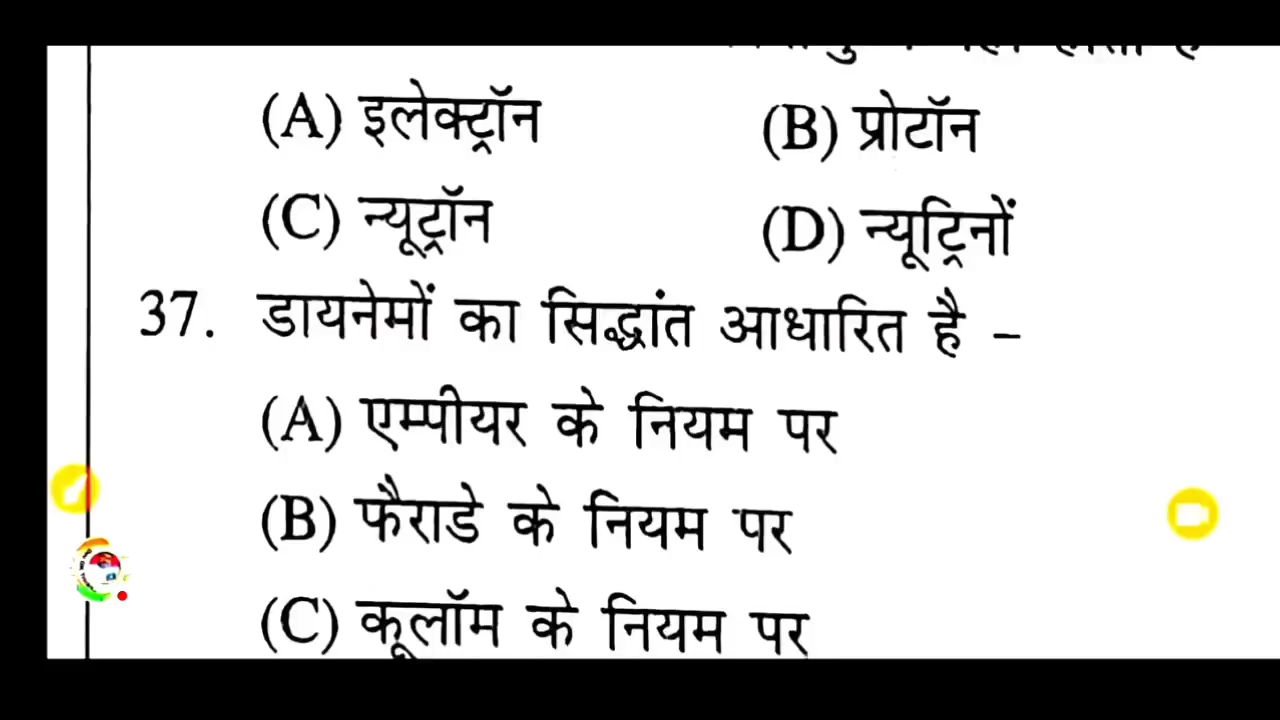 (A) इलेक्ट्रॉन (B) प्रोटॉन
(C) न्यूट्रॉन (D) न्यूट्रिनों
37. डायनेमों का सिद्धांत आधारित है –
(A) एम्पीयर के नियम पर
(B) फैराडे के नियम पर
(C) कूलॉम के नियम पर